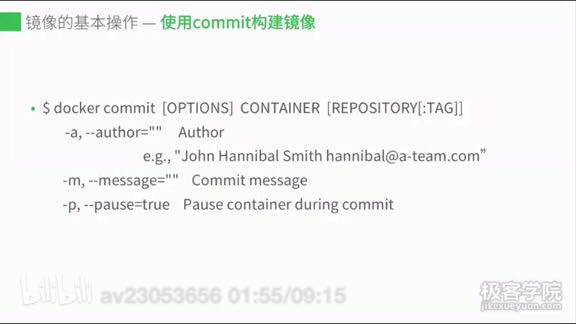 镜像的基本操作 — 使用commit构建镜像
• $ docker commit [OPTIONS] CONTAINER [REPOSITORY[:TAG]]
-a, --author="" Author
e.g., "John Hannibal Smith hannibal@a-team.com”
-m, --message="" Commit message
-p, --pause=true Pause container during commit
bilibili av23053656 01:55/09:15
极客学院
jikexueyuan.com